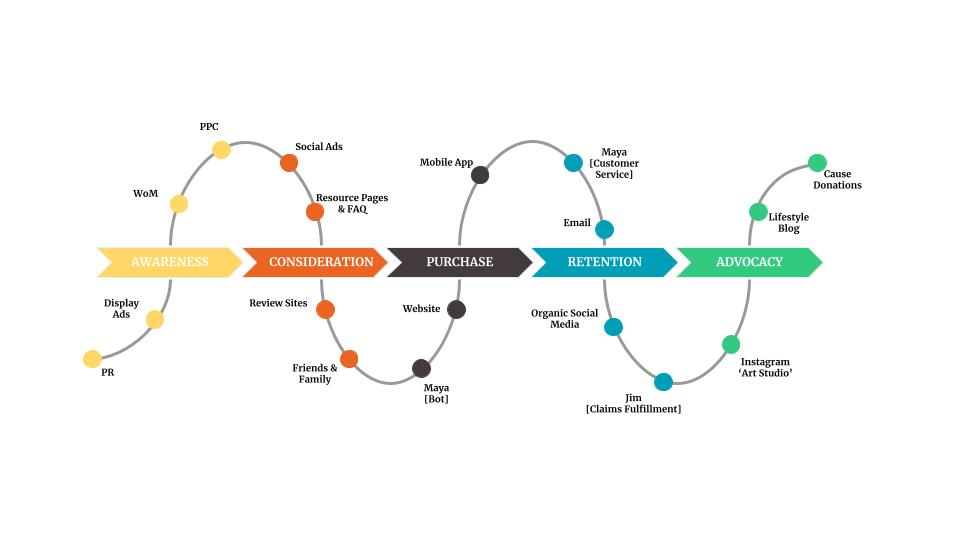 PPC
Social Ads
WoM
Resource Pages
& FAQ
Mobile App
Maya
[Customer
Service]
Email
Cause
Donations
Lifestyle
Blog
AWARENESS
CONSIDERATION
PURCHASE
RETENTION
ADVOCACY
Display
Ads
PR
Review Sites
Friends &
Family
Website
Maya
[Bot]
Organic Social
Media
Jim
[Claims Fulfillment]
Instagram
‘Art Studio’